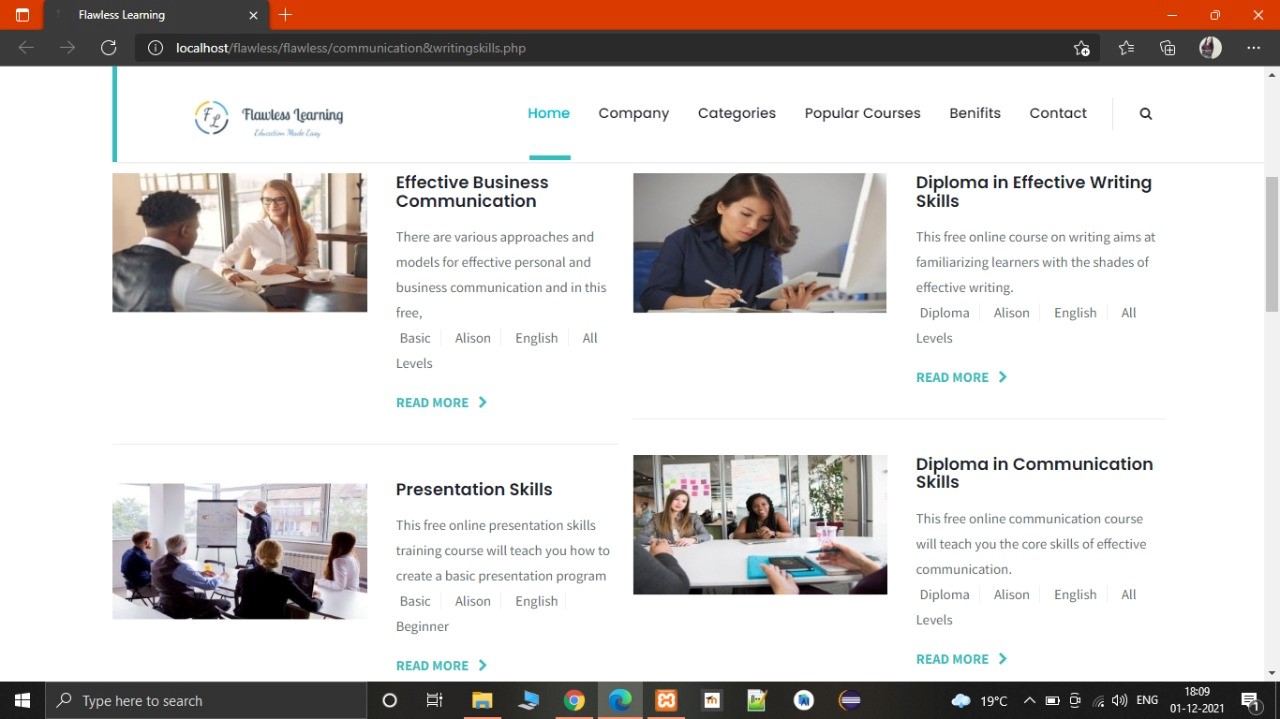 Flawless Learning
localhost/flawless/flawless/communication&writingskills.php
FL
Flawless Learning
Education Made Easy
Home Company Categories Popular Courses Benifits Contact
Effective Business
Communication
There are various approaches and
models for effective personal and
business communication and in this
free,
Basic Alison English All
Levels
READ MORE
Diploma in Effective Writing
Skills
This free online course on writing aims at
familiarizing learners with the shades of
effective writing.
Diploma Alison English All
Levels
READ MORE
Presentation Skills
This free online presentation skills
training course will teach you how to
create a basic presentation program
Basic Alison English
Beginner
READ MORE
Diploma in Communication
Skills
This free online communication course
will teach you the core skills of effective
communication.
Diploma Alison English All
Levels
READ MORE
Type here to search
19°C
ENG
18:09
01-12-2021
1